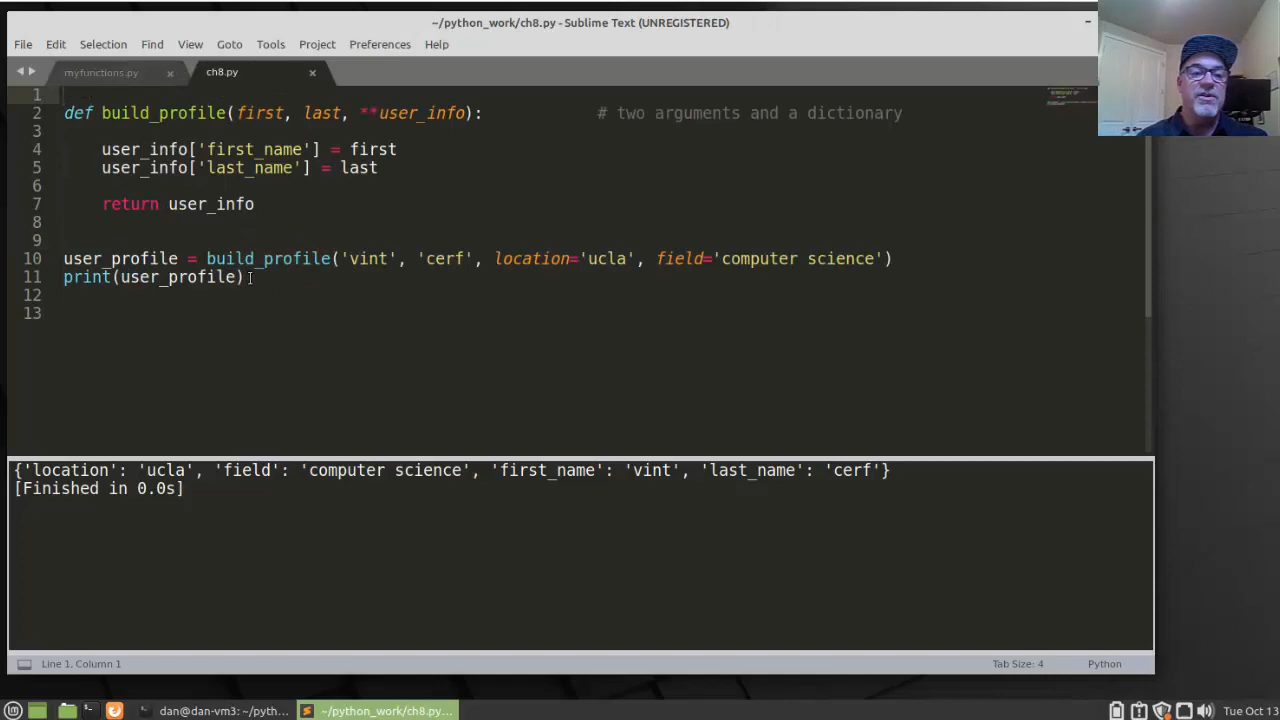 ~/python_work/ch8.py - Sublime Text (UNREGISTERED)
File Edit Selection Find View Goto Tools Project Preferences Help
myfunctions.py ch8.py
1
2 def build_profile(first, last, **user_info): # two arguments and a dictionary
3
4 user_info['first_name'] = first
5 user_info['last_name'] = last
6
7 return user_info
8
9
10 user_profile = build_profile('vint', 'cerf', location='ucla', field='computer science')
11 print(user_profile)
12
13
{'location': 'ucla', 'field': 'computer science', 'first_name': 'vint', 'last_name': 'cerf'}
[Finished in 0.0s]
Line 1, Column 1 Tab Size: 4 Python
dan@dan-vm3: ~/pyth... ~/python_work/ch8.py... Tue Oct 13